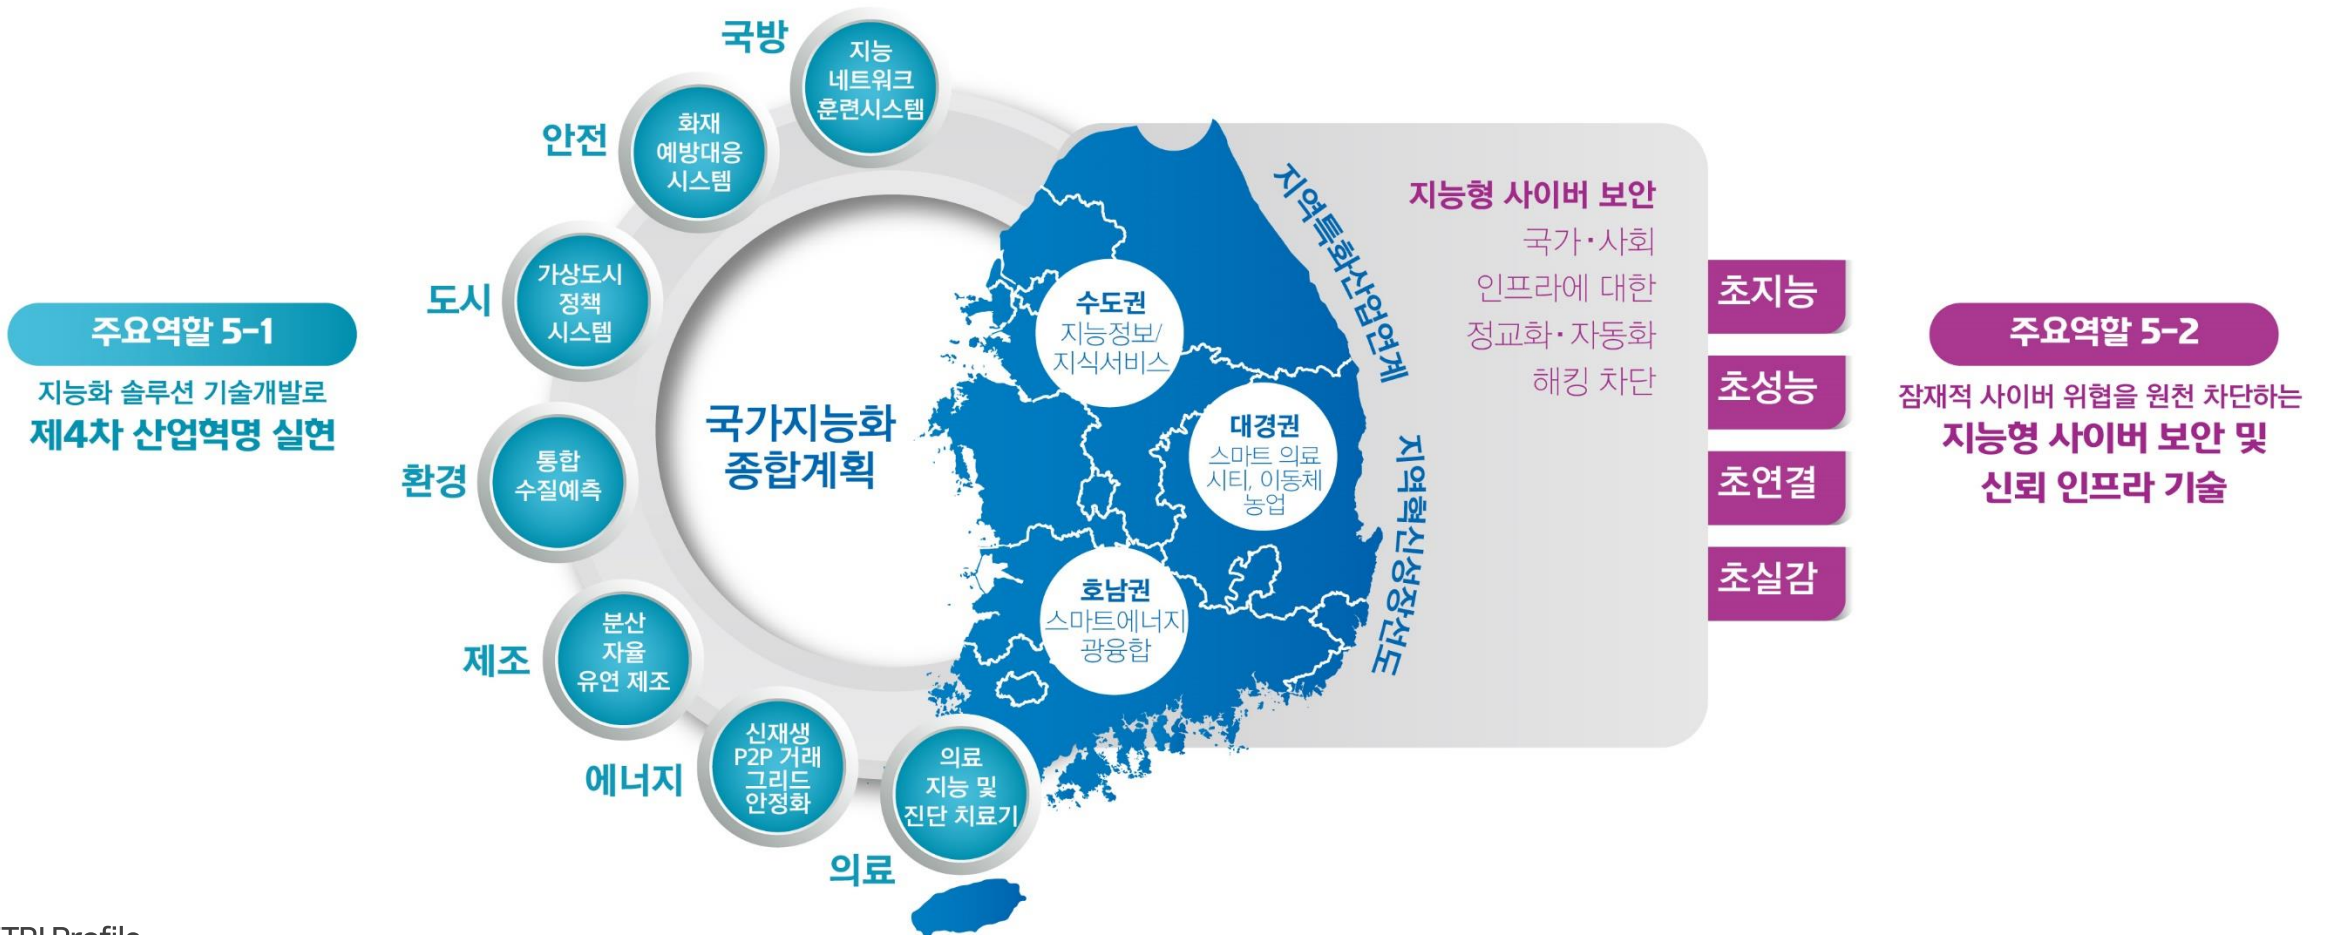 주요역할 5-1
지능화 솔루션 기술개발로
제4차 산업혁명 실현
국방
지능
네트워크
훈련시스템
안전
화재
예방대응
시스템
도시
가상도시
정책
시스템
환경
통합
수질예측
제조
분산
자율
유연 제조
에너지
신재생
P2P 거래
그리드
안정화
의료
의료
지능 및
진단 치료기
국가지능화
종합계획
수도권
지능정보/
지식서비스
대경권
스마트 의료
시티, 이동체
농업
호남권
스마트에너지
광융합
지역특화산업연계
지역혁신성장선도
지능형 사이버 보안
국가·사회
인프라에 대한
정교화·자동화
해킹 차단
초지능
초성능
초연결
초실감
주요역할 5-2
잠재적 사이버 위협을 원천 차단하는
지능형 사이버 보안 및
신뢰 인프라 기술
TRI Profile